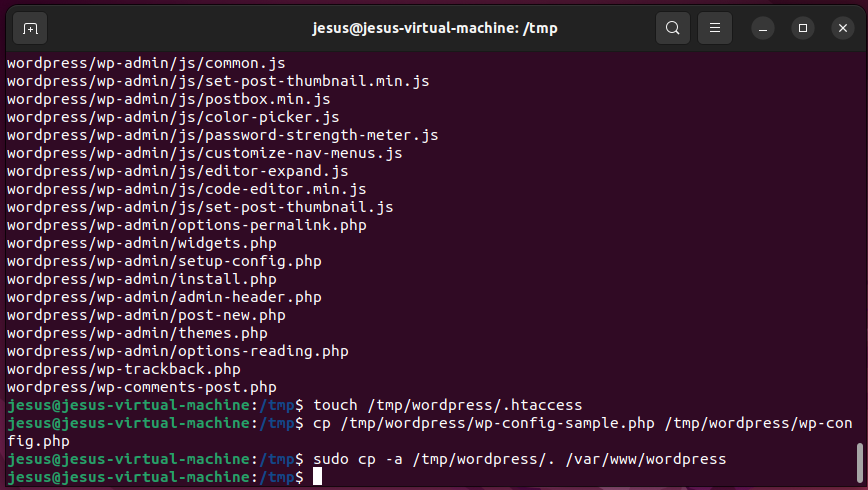 jesus@jesus-virtual-machine: /tmp
wordpress/wp-admin/js/common.js
wordpress/wp-admin/js/set-post-thumbnail.min.js
wordpress/wp-admin/js/postbox.min.js
wordpress/wp-admin/js/color-picker.js
wordpress/wp-admin/js/password-strength-meter.js
wordpress/wp-admin/js/customize-nav-menus.js
wordpress/wp-admin/js/editor-expand.js
wordpress/wp-admin/js/code-editor.min.js
wordpress/wp-admin/js/set-post-thumbnail.js
wordpress/wp-admin/options-permalink.php
wordpress/wp-admin/widgets.php
wordpress/wp-admin/setup-config.php
wordpress/wp-admin/install.php
wordpress/wp-admin/admin-header.php
wordpress/wp-admin/post-new.php
wordpress/wp-admin/themes.php
wordpress/wp-admin/options-reading.php
wordpress/wp-trackback.php
wordpress/wp-comments-post.php
jesus@jesus-virtual-machine:/tmp$ touch /tmp/wordpress/.htaccess
jesus@jesus-virtual-machine:/tmp$ cp /tmp/wordpress/wp-config-sample.php /tmp/wordpress/wp-con
fig.php
jesus@jesus-virtual-machine:/tmp$ sudo cp -a /tmp/wordpress/. /var/www/wordpress
jesus@jesus-virtual-machine:/tmp$